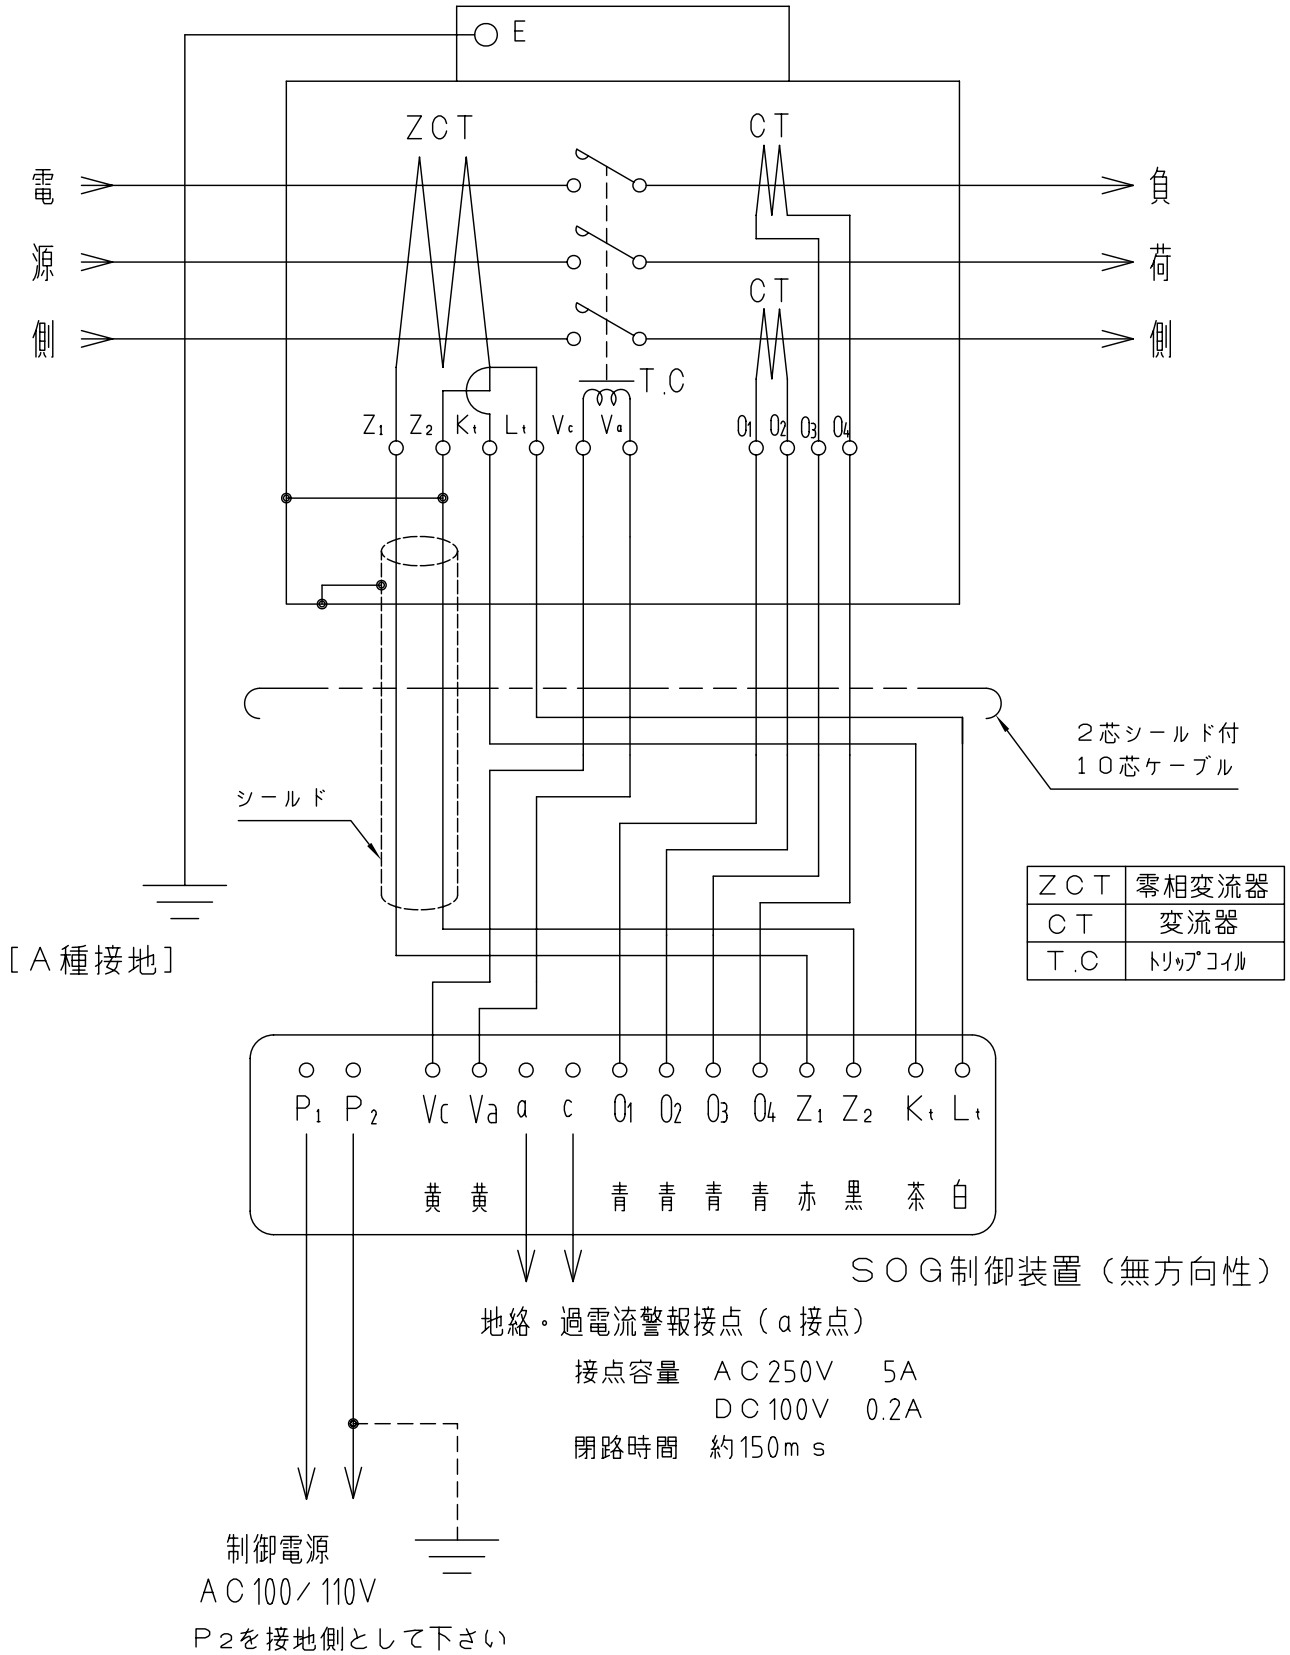 E
ZCT
CT
電源側
負荷側
CT
T.C
Z1 Z2 Kt Lt Vc Va O1 O2 O3 O4
2芯シールド付
10芯ケーブル
シールド
ZCT 零相変流器
CT 変流器
T.C トリップコイル
[A種接地]
P1 P2 Vc Va a c O1 O2 O3 O4 Z1 Z2 Kt Lt
黄 黄 青 青 青 青 赤 黒 茶 白
SOG制御装置(無方向性)
地絡・過電流警報接点(a接点)
接点容量 AC250V 5A
DC100V 0.2A
閉路時間 約150ms
制御電源
AC100/110V
P2を接地側として下さい